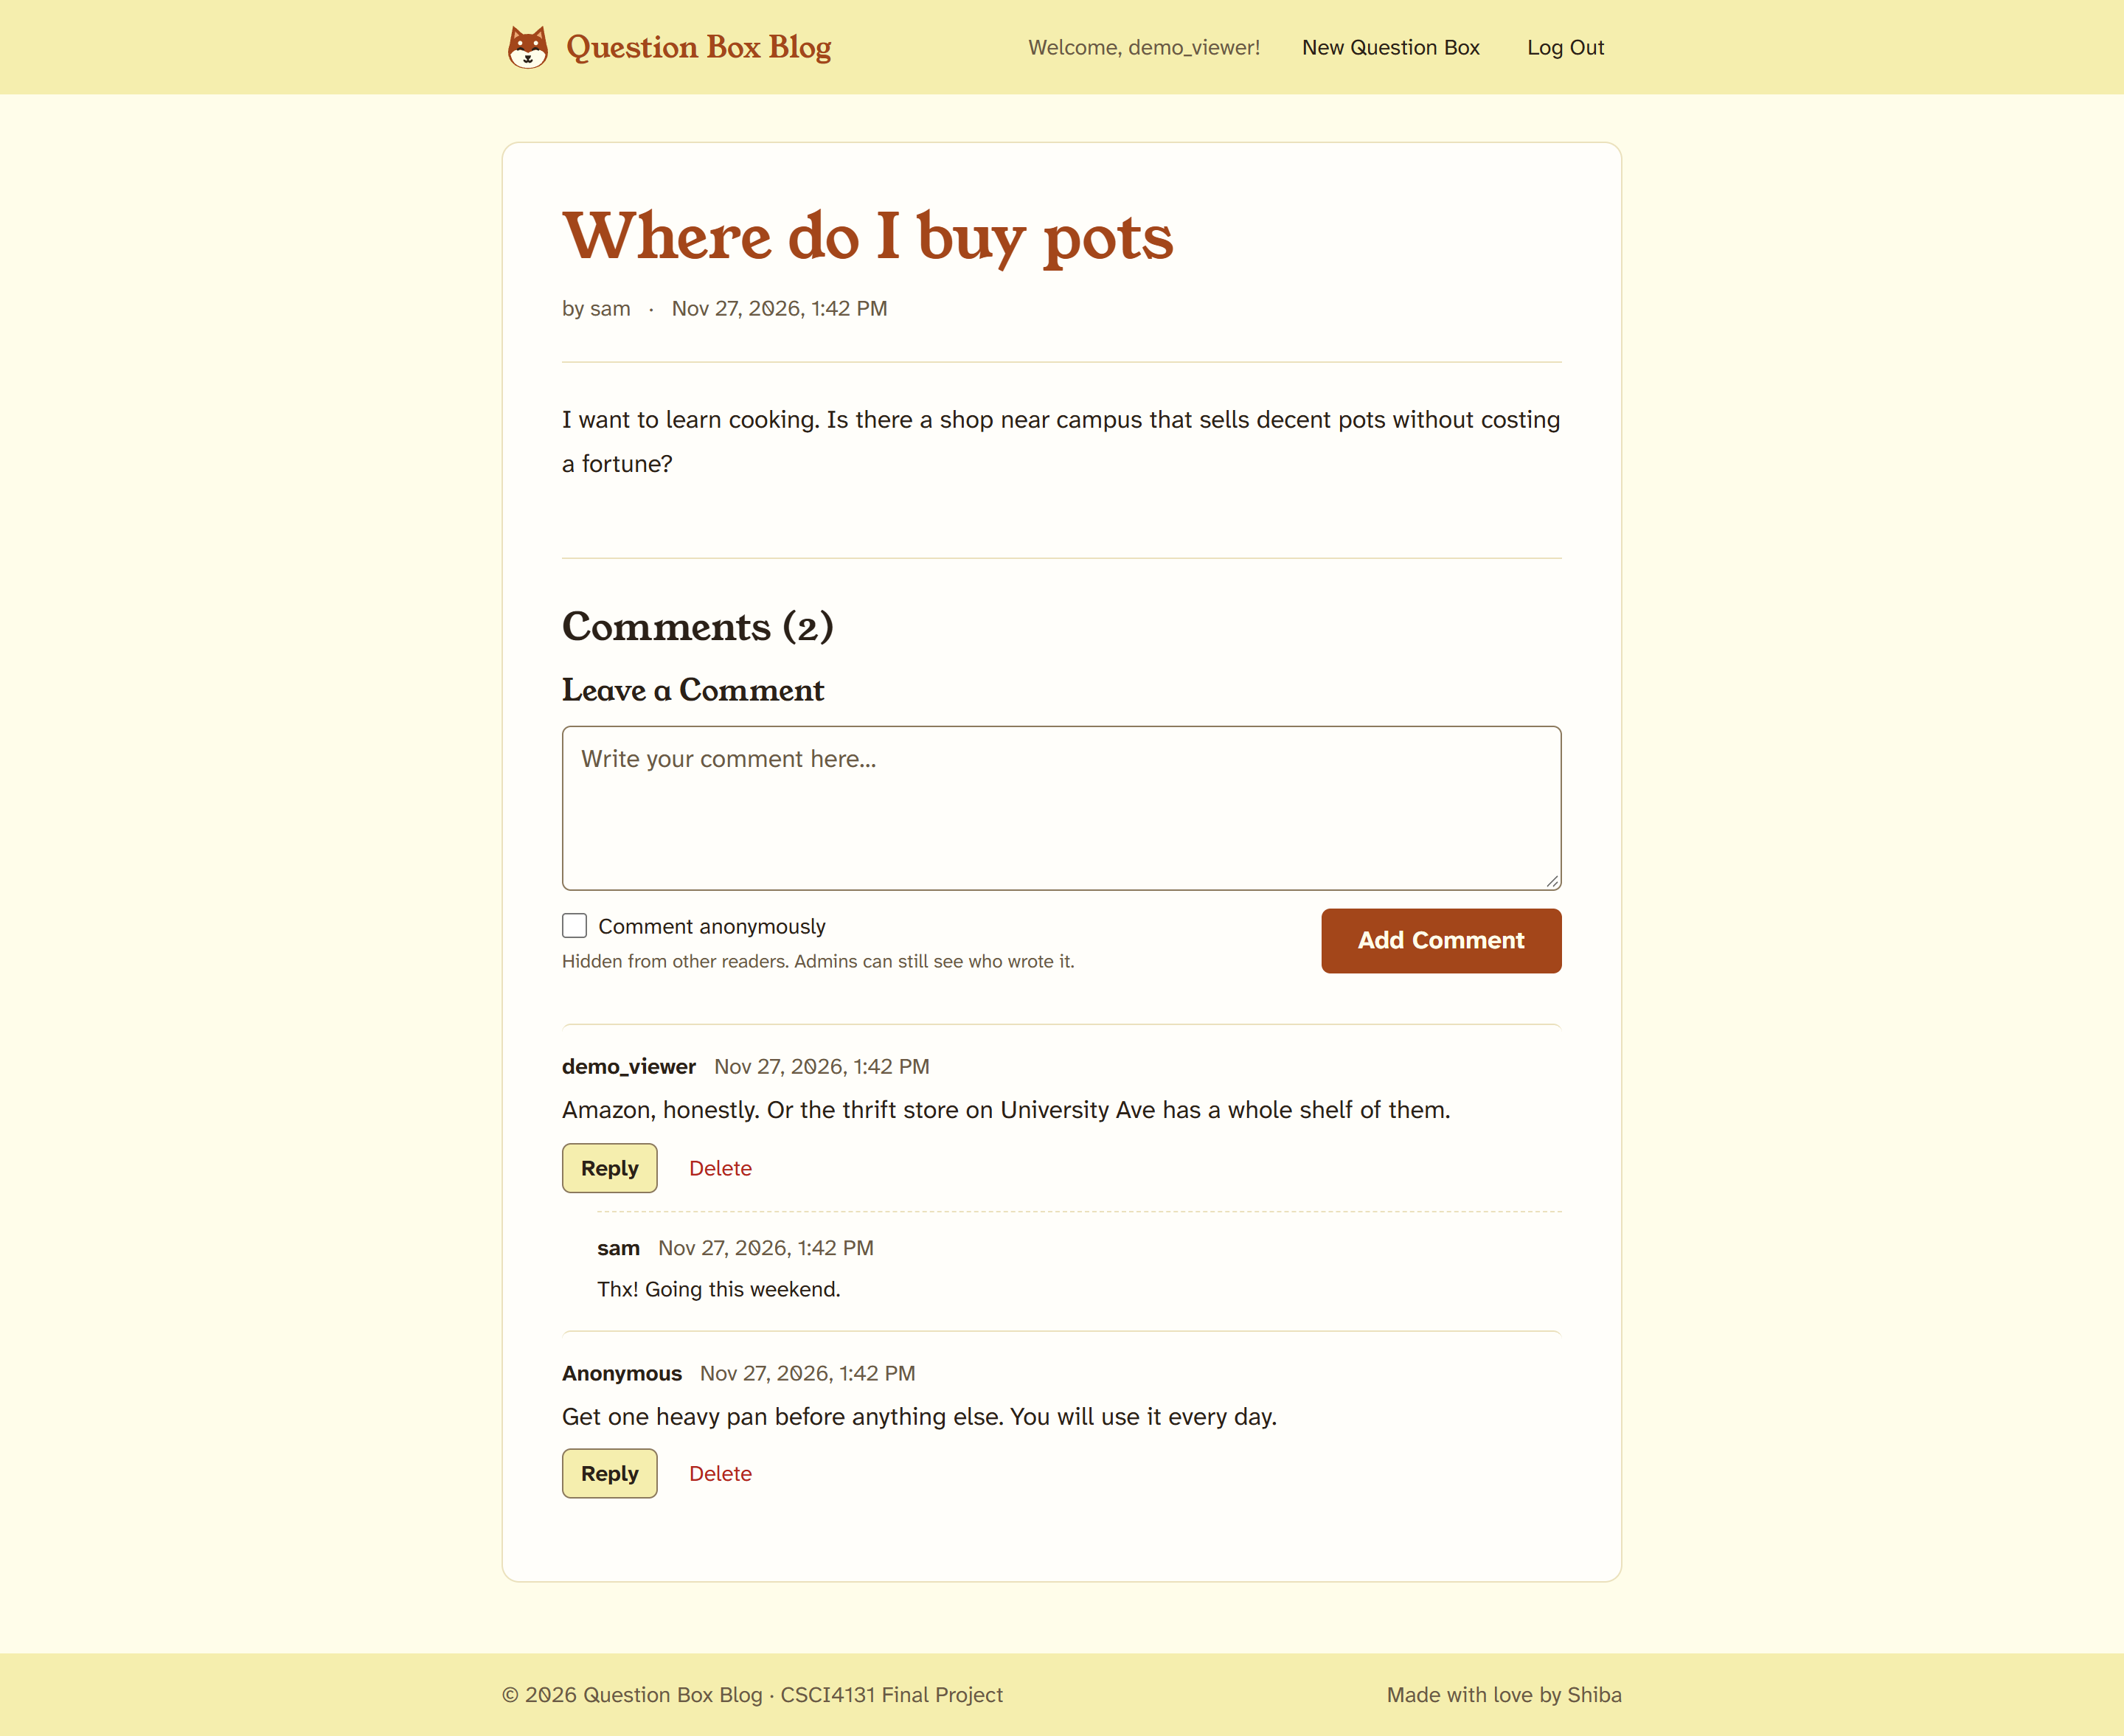 Question Box Blog
Welcome, demo_viewer!
New Question Box
Log Out
Where do I buy pots
by sam · Nov 27, 2026, 1:42 PM
I want to learn cooking. Is there a shop near campus that sells decent pots without costing
a fortune?
Comments (2)
Leave a Comment
Write your comment here...
Comment anonymously
Hidden from other readers. Admins can still see who wrote it.
Add Comment
demo_viewer Nov 27, 2026, 1:42 PM
Amazon, honestly. Or the thrift store on University Ave has a whole shelf of them.
Reply
Delete
sam Nov 27, 2026, 1:42 PM
Thx! Going this weekend.
Anonymous Nov 27, 2026, 1:42 PM
Get one heavy pan before anything else. You will use it every day.
Reply
Delete
© 2026 Question Box Blog · CSCI4131 Final Project
Made with love by Shiba